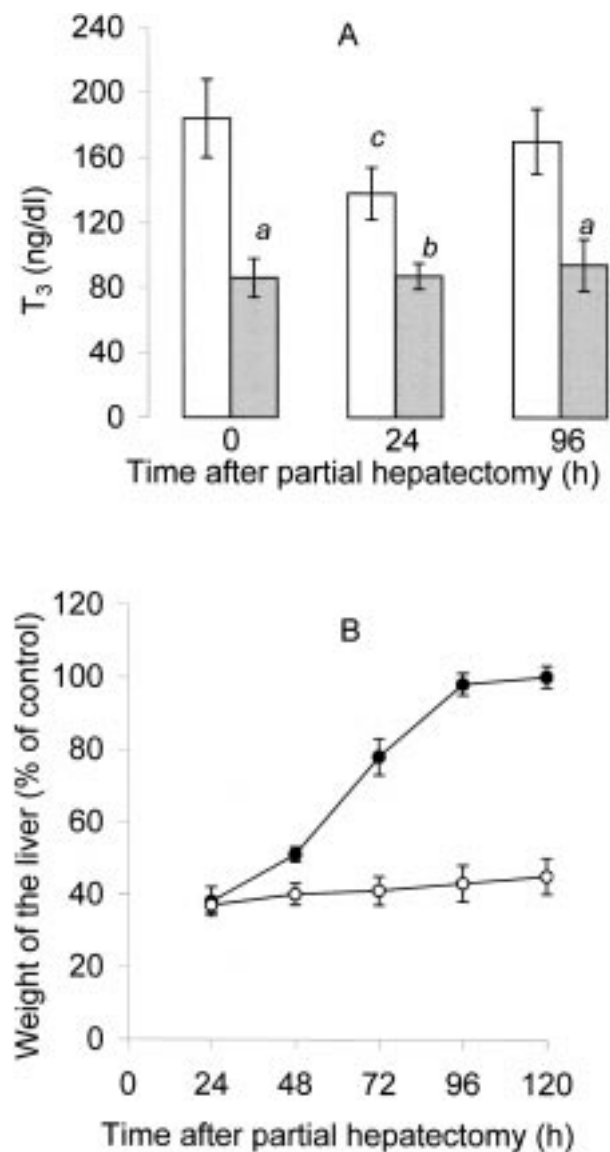 A
240
200
160
120
80
40
0
T3 (ng/dl)
a
c
b
a
0 24 96
Time after partial hepatectomy (h)
B
120
100
80
60
40
20
0
Weight of the liver (% of control)
0 24 48 72 96 120
Time after partial hepatectomy (h)